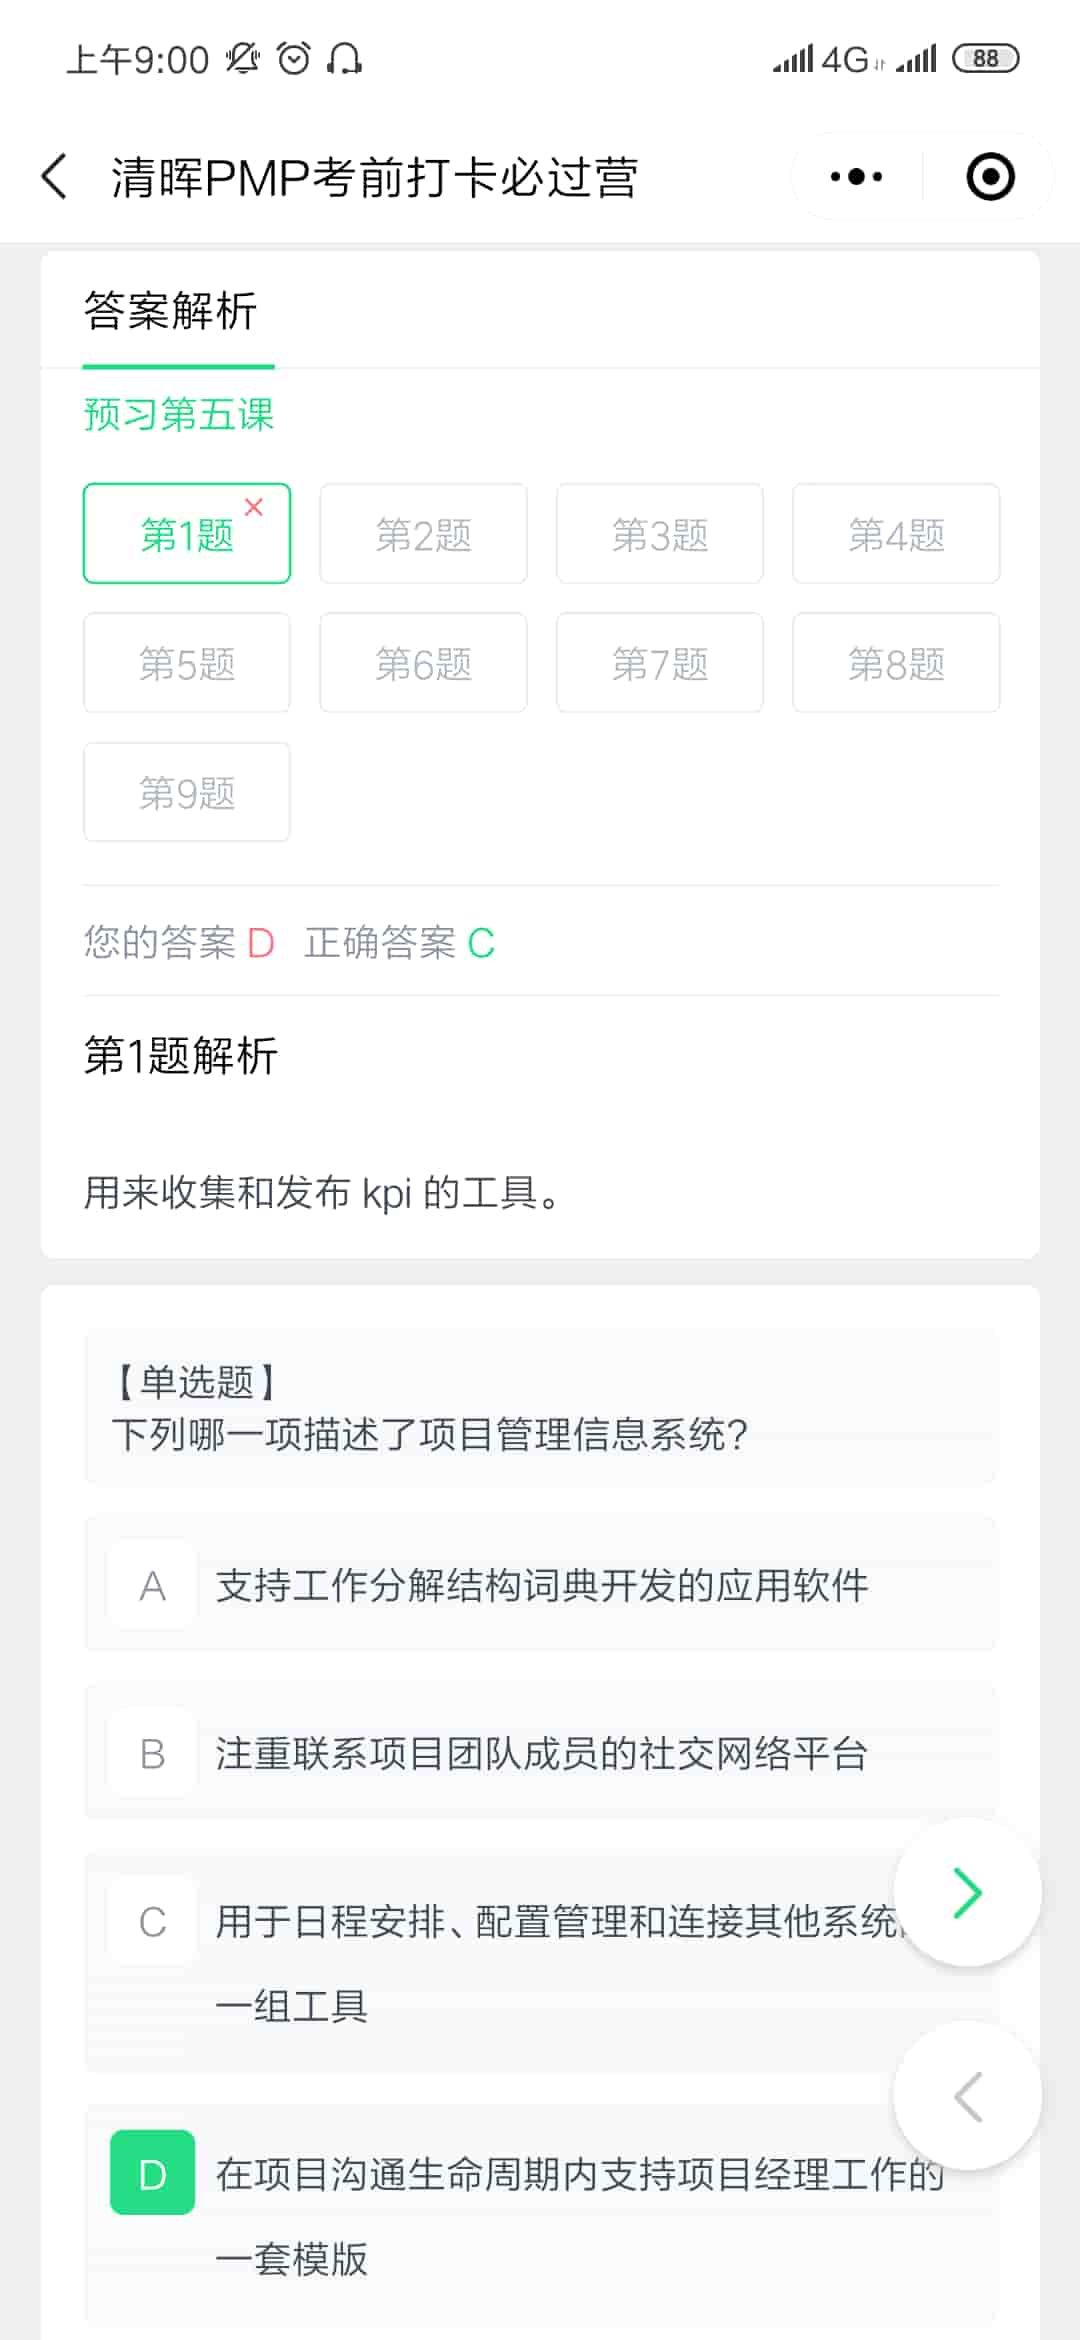 上午9:00 4G 88
清晖PMP考前打卡必过营
答案解析
预习第五课
第1题 第2题 第3题 第4题
第5题 第6题 第7题 第8题
第9题
您的答案 D 正确答案 C
第1题解析
用来收集和发布 kpi 的工具。
【单选题】
下列哪一项描述了项目管理信息系统？
A 支持工作分解结构词典开发的应用软件
B 注重联系项目团队成员的社交网络平台
C 用于日程安排、配置管理和连接其他系统
一组工具
D 在项目沟通生命周期内支持项目经理工作的
一套模版